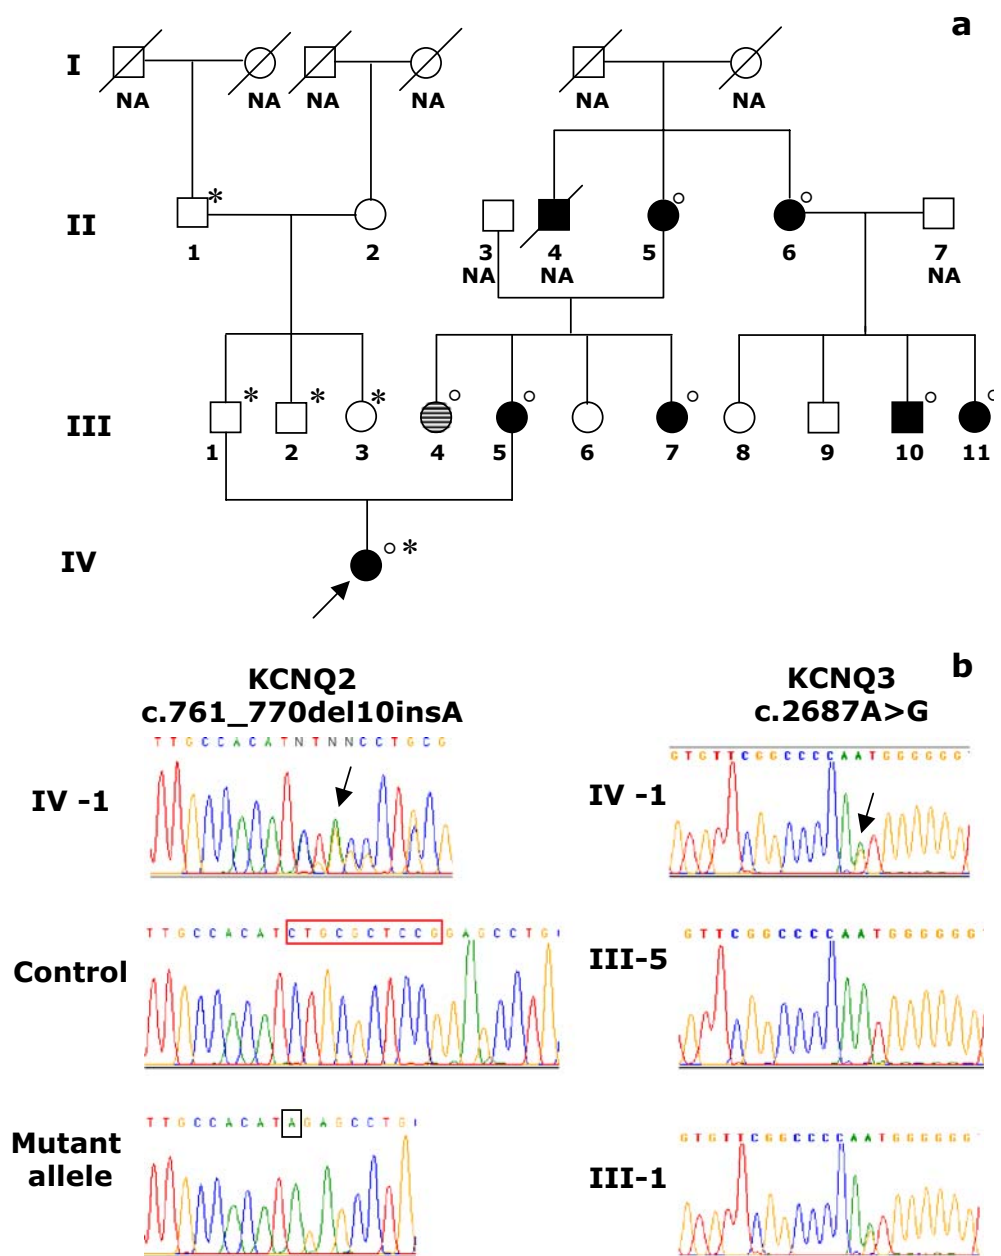 a
I
NA NA NA NA NA NA
*
II
1 2 3 4 5 6 7
NA NA NA
* * *
III
1 2 3 4 5 6 7 8 9 10 11
*
IV
b
KCNQ2
c.761_770del10insA
KCNQ3
c.2687A>G
IV -1
T T G C C A C A T N T N N C C T G C G
IV -1
G T G T T C G G C C C C A A T G G G G G G
Control
T T G C C A C A T C T G C G C T C C G G A G C C T G
III-5
G T T C G G C C C C A A T G G G G G G
Mutant
allele
T T G C C A C A T A G A G C C T G
III-1
G T G T T C G G C C C C A A T G G G G G G